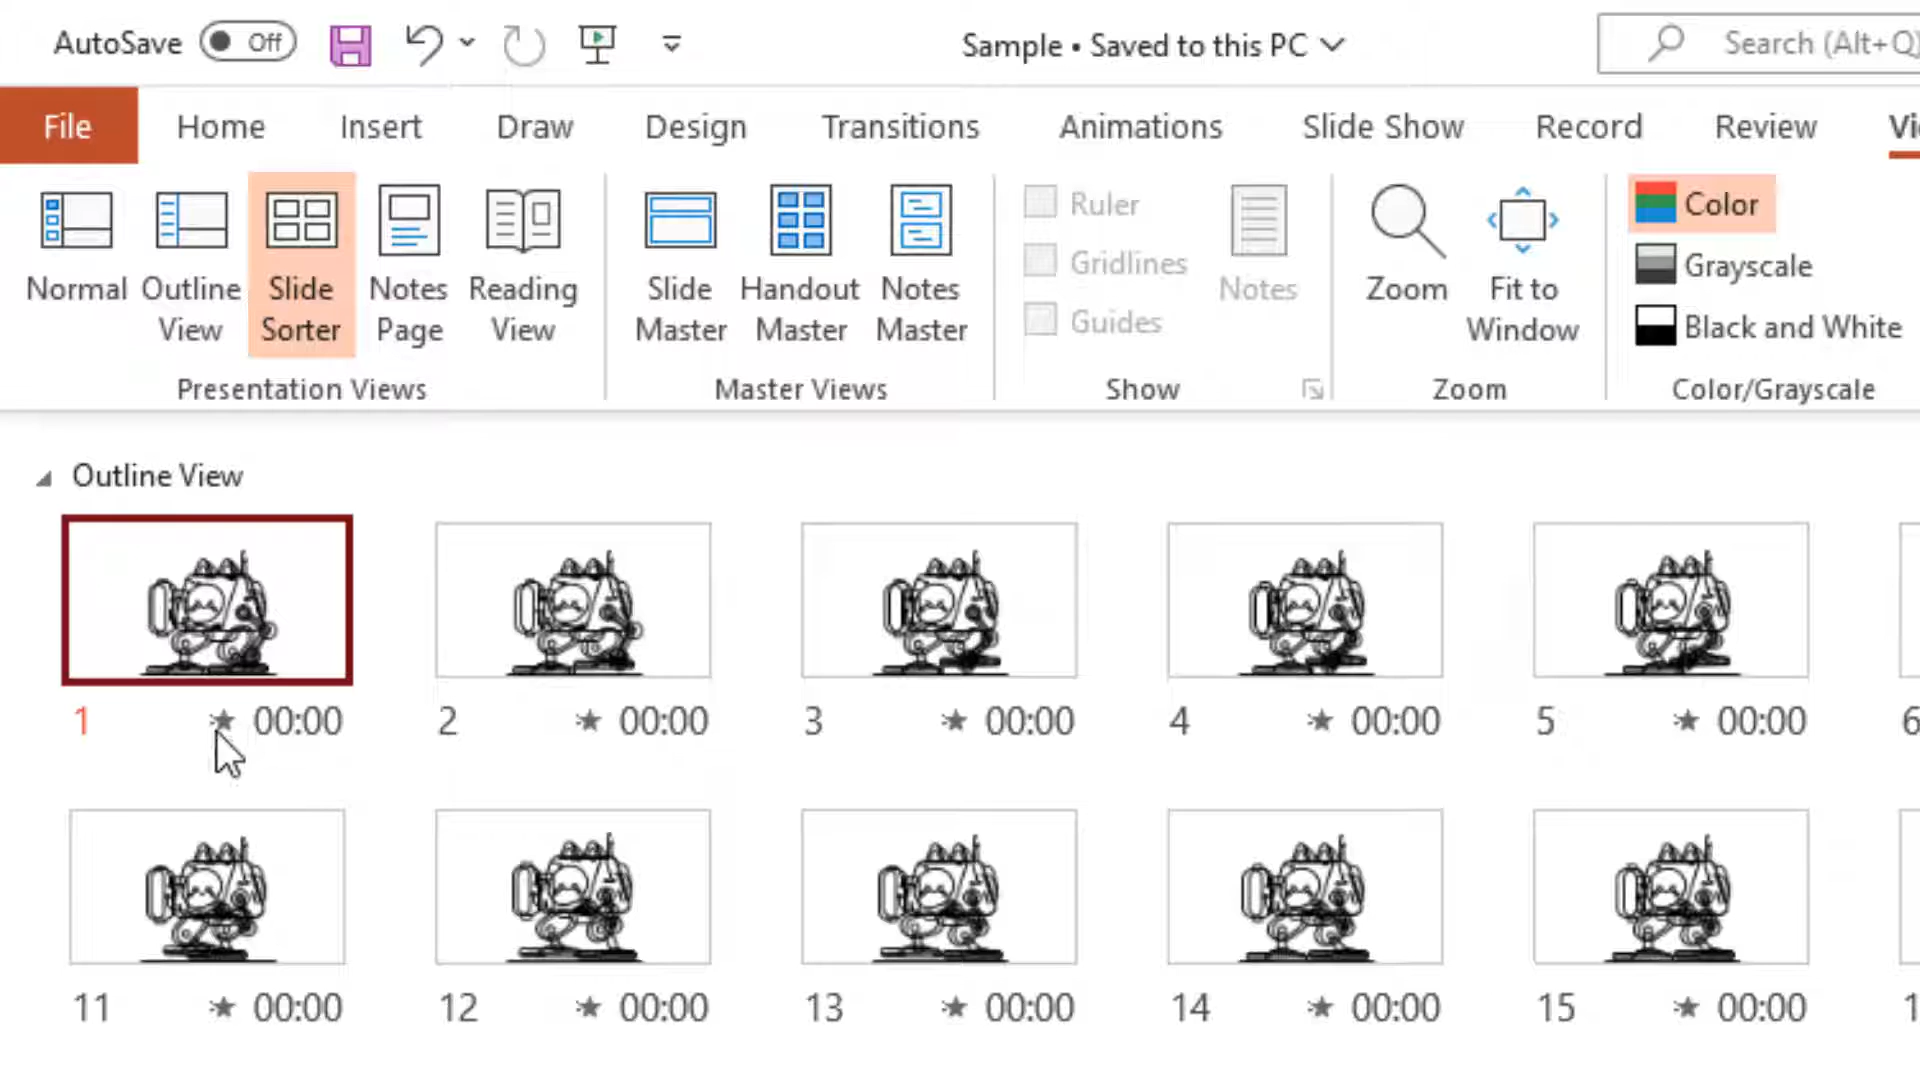 AutoSave Off Sample • Saved to this PC Search (Alt+Q)
File Home Insert Draw Design Transitions Animations Slide Show Record Review
Normal Outline View Slide Sorter Notes Page Reading View Slide Master Handout Master Notes Master Ruler Gridlines Guides Notes Zoom Fit to Window Color Grayscale Black and White
Presentation Views Master Views Show Zoom Color/Grayscale
Outline View
1 00:00 2 00:00 3 00:00 4 00:00 5 00:00 6
11 00:00 12 00:00 13 00:00 14 00:00 15 00:00